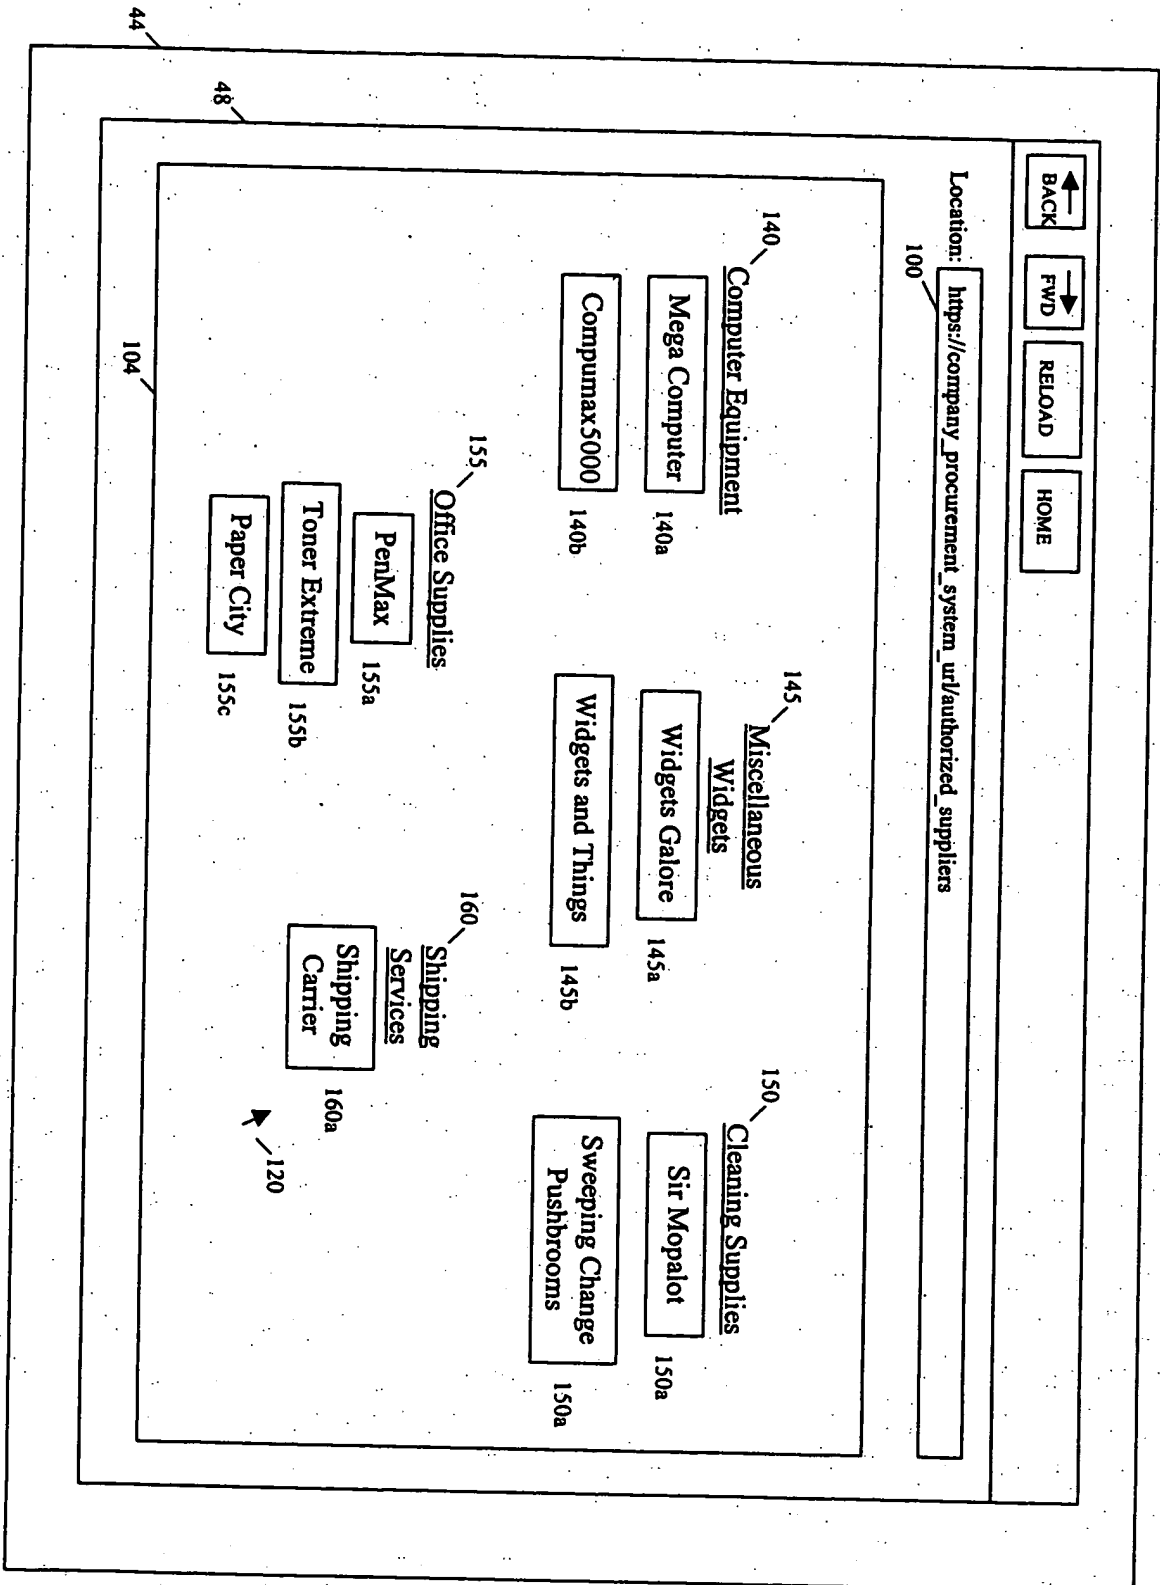 44
48
BACK
FWD
RELOAD
HOME
Location: https://company_procurement_system_url/authorized_suppliers
100
140
Computer Equipment
Mega Computer
140a
Compumax5000
140b
145
Miscellaneous
Widgets
Widgets Galore
145a
Widgets and Things
145b
150
Cleaning Supplies
Sir Mopalot
150a
Sweeping Change
Pushbrooms
150a
155
Office Supplies
PenMax
155a
Toner Extreme
155b
Paper City
155c
160
Shipping
Services
Shipping
Carrier
160a
120
104